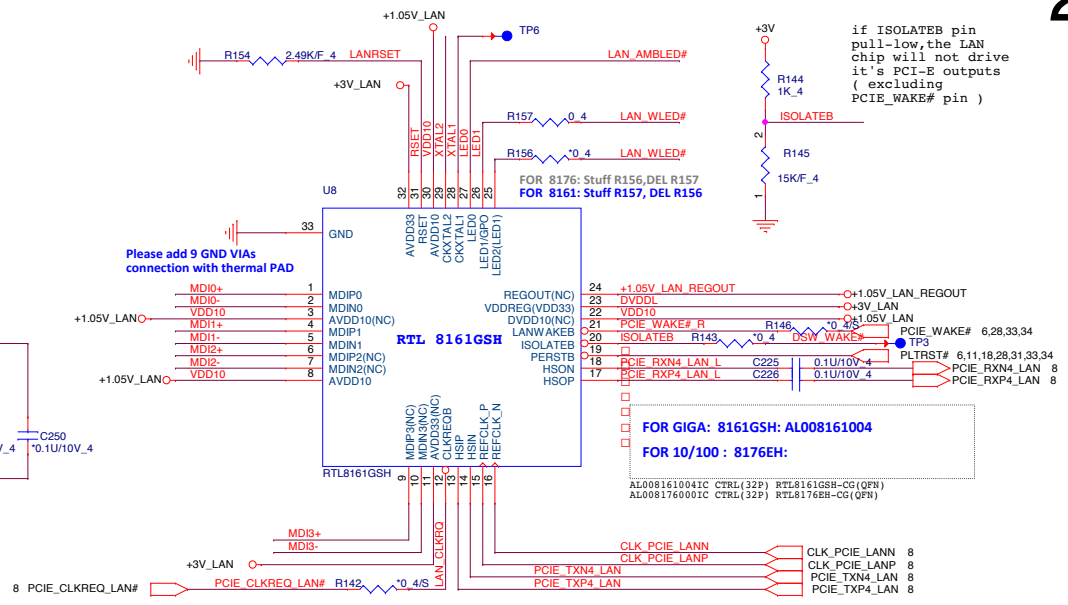 2
+1.05V_LAN
+3V
if ISOLATEB pin
pull-low,the LAN
chip will not drive
it's PCI-E outputs
( excluding
PCIE_WAKE# pin )
TP6
R154
2.49K/F_4
LANRSET
LAN_AMBLED#
+3V_LAN
R144
1K_4
ISOLATEB
R157
0_4
LAN_WLED#
R156
*0_4
LAN_WLED#
2
R145
15K/F_4
1
FOR 8176: Stuff R156,DEL R157
FOR 8161: Stuff R157, DEL R156
RSET
VDD10
XTAL2
XTAL1
LED0
LED1
U8
32
31
30
29
28
27
26
25
AVDD33
RSET
AVDD10
CKXTAL2
CKXTAL1
LED0
LED1/GPO
LED2(LED1)
33
GND
Please add 9 GND VIAs
connection with thermal PAD
MDI0+
1
MDIP0
MDI0-
2
MDIN0
+1.05V_LAN
VDD10
3
AVDD10(NC)
MDI1+
4
MDIP1
MDI1-
5
MDIN1
MDI2+
6
MDIP2(NC)
MDI2-
7
MDIN2(NC)
+1.05V_LAN
VDD10
8
AVDD10
RTL 8161GSH
REGOUT(NC)
24
+1.05V_LAN_REGOUT
+1.05V_LAN_REGOUT
VDDREG(VDD33)
23
DVDDL
+3V_LAN
DVDD10(NC)
22
VDD10
+1.05V_LAN
LANWAKEB
21
PCIE_WAKE#_R
R146
*0_4/S
PCIE_WAKE# 6,28,33,34
ISOLATEB
20
ISOLATEB
R143
*0_4
DSW_WAKE#
TP3
PERSTB
19
PLTRST# 6,11,18,28,31,33,34
HSON
18
PCIE_RXN4_LAN_L
C225
0.1U/10V_4
PCIE_RXN4_LAN 8
HSOP
17
PCIE_RXP4_LAN_L
C226
0.1U/10V_4
PCIE_RXP4_LAN 8
C250
*0.1U/10V_4
V_4
MDIP3(NC)
MDIN3(NC)
AVDD33(NC)
CLKREQB
HSIP
HSIN
REFCLK_P
REFCLK_N
RTL8161GSH
9
10
11
12
13
14
15
16
FOR GIGA: 8161GSH: AL008161004
FOR 10/100 : 8176EH:
AL008161004IC CTRL(32P) RTL8161GSH-CG(QFN)
AL008176000IC CTRL(32P) RTL8176EH-CG(QFN)
MDI3+
MDI3-
LAN_CLKRQ
+3V_LAN
CLK_PCIE_LANN
CLK_PCIE_LANN 8
CLK_PCIE_LANP
CLK_PCIE_LANP 8
PCIE_TXN4_LAN
PCIE_TXN4_LAN 8
PCIE_TXP4_LAN
PCIE_TXP4_LAN 8
8 PCIE_CLKREQ_LAN#
PCIE_CLKREQ_LAN#
R142
*0_4/S